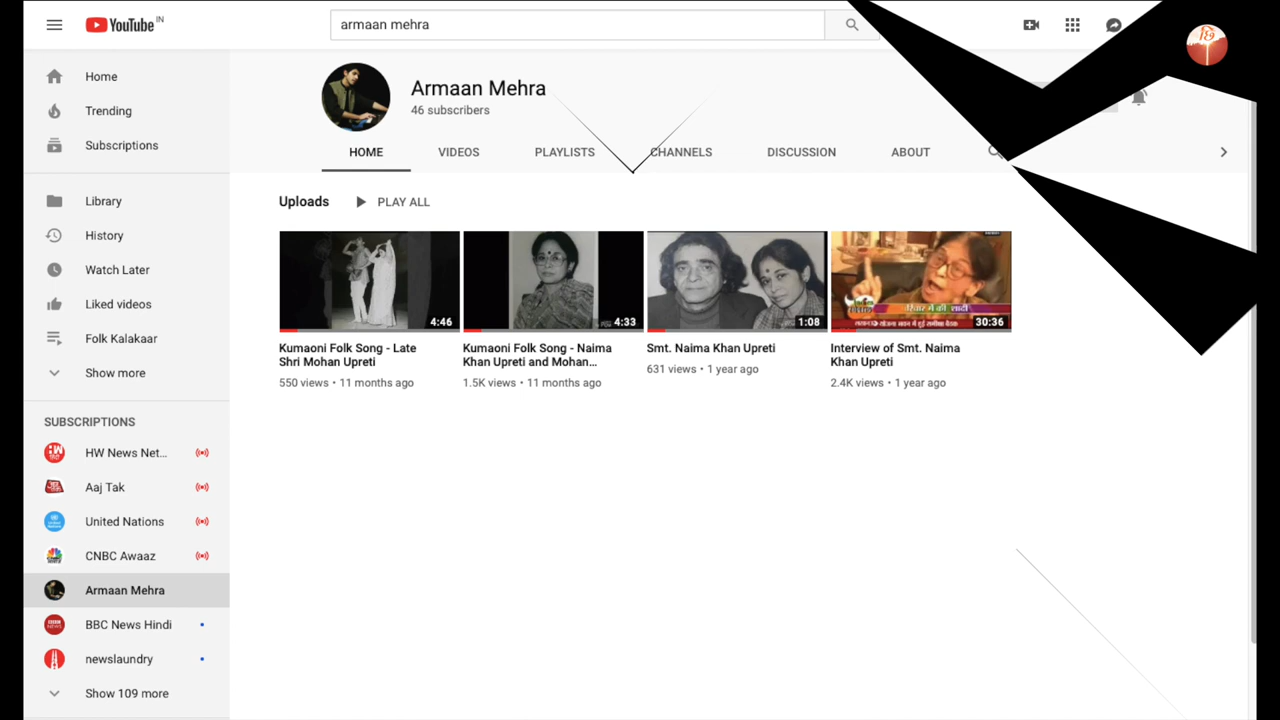 YouTube IN
armaan mehra
Home
Trending
Subscriptions
Library
History
Watch Later
Liked videos
Folk Kalakaar
Show more
SUBSCRIPTIONS
HW News Net...
Aaj Tak
United Nations
CNBC Awaaz
Armaan Mehra
BBC News Hindi
newslaundry
Show 109 more
Armaan Mehra
46 subscribers
HOME VIDEOS PLAYLISTS CHANNELS DISCUSSION ABOUT
Uploads PLAY ALL
4:46
Kumaoni Folk Song - Late
Shri Mohan Upreti
550 views • 11 months ago
4:33
Kumaoni Folk Song - Naima
Khan Upreti and Mohan...
1.5K views • 11 months ago
1:08
Smt. Naima Khan Upreti
631 views • 1 year ago
में की शादी
30:36
Interview of Smt. Naima
Khan Upreti
2.4K views • 1 year ago